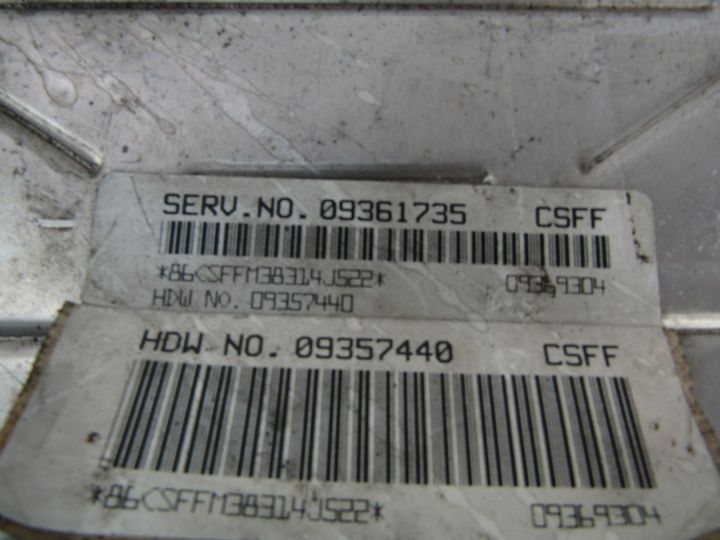 SERV.NO. 09361735 CSFF
*86CSFFM38314JS22* 09369304
HDW NO. 09357440
HDW NO. 09357440 CSFF
*86CSFFM38314JS22* 09369304